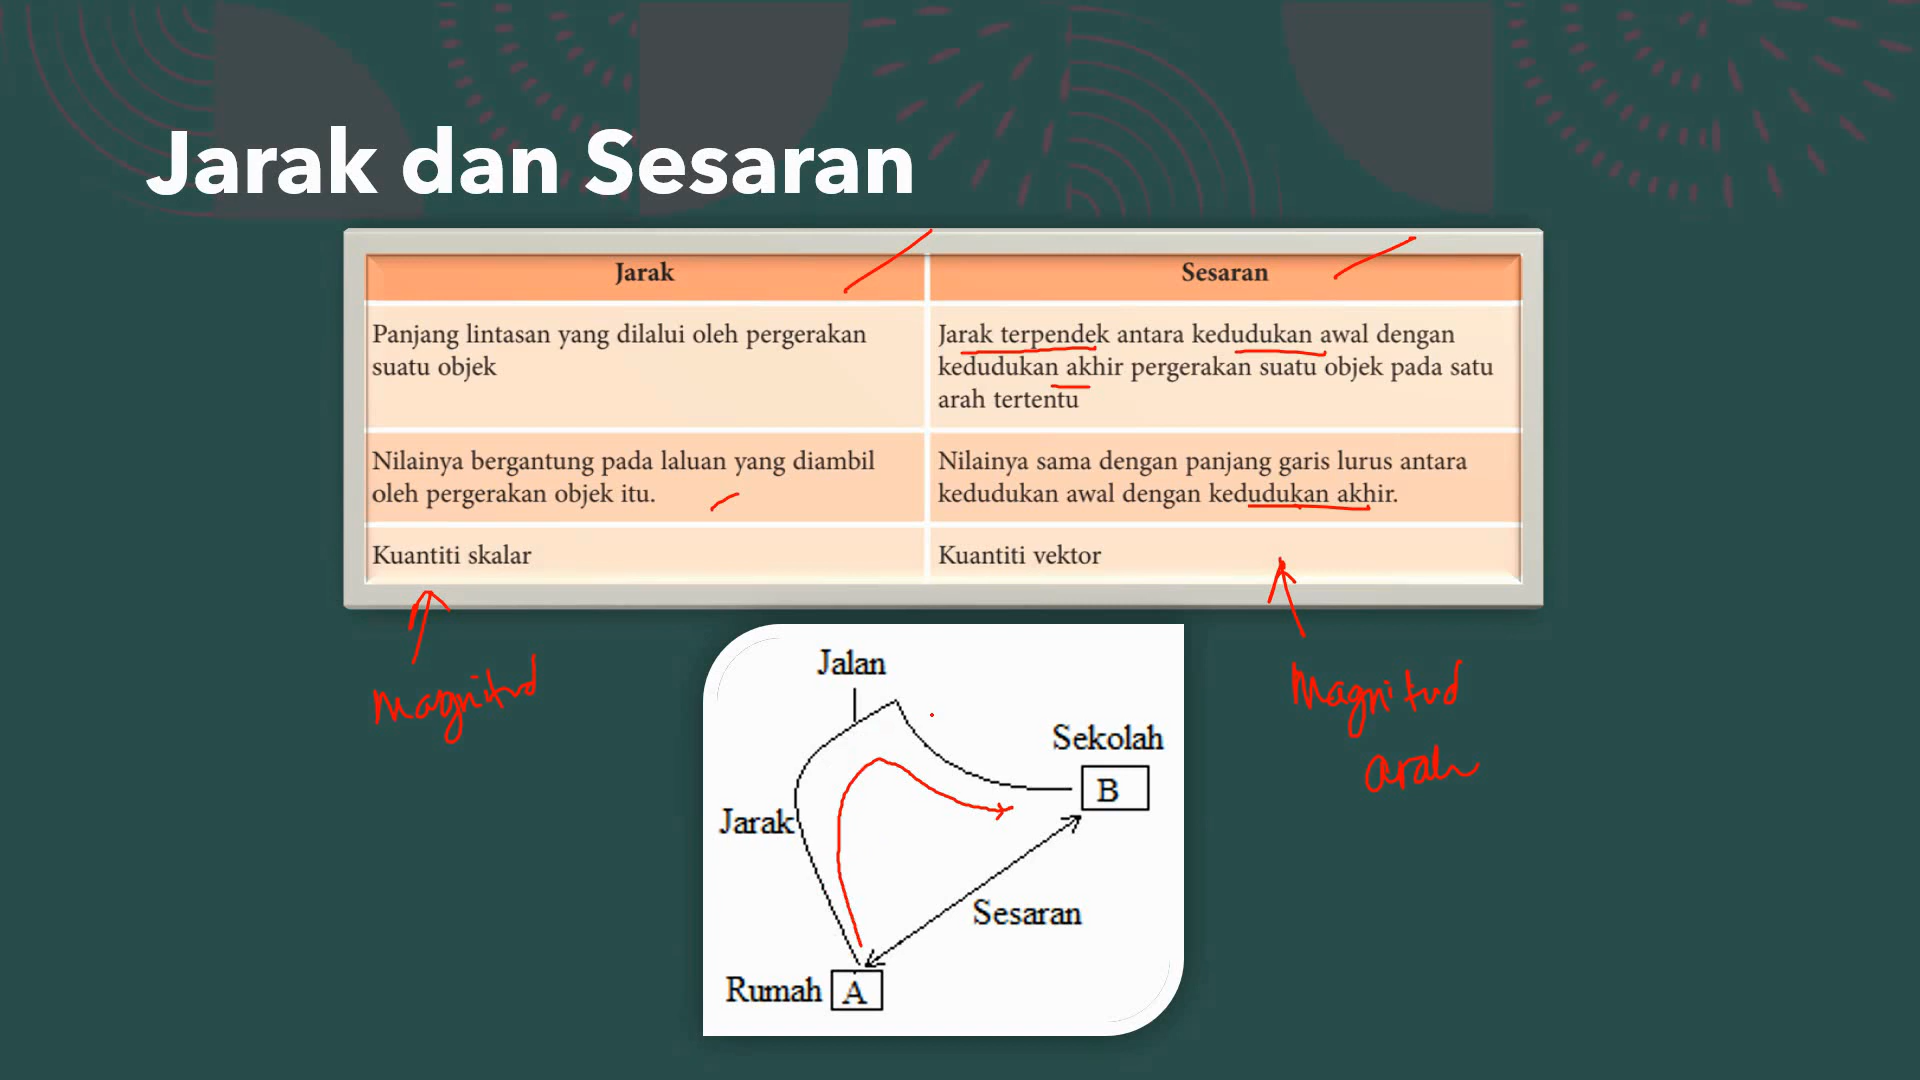 Jarak dan Sesaran
Jarak
Sesaran
Panjang lintasan yang dilalui oleh pergerakan
suatu objek
Jarak terpendek antara kedudukan awal dengan
kedudukan akhir pergerakan suatu objek pada satu
arah tertentu
Nilainya bergantung pada laluan yang diambil
oleh pergerakan objek itu.
Nilainya sama dengan panjang garis lurus antara
kedudukan awal dengan kedudukan akhir.
Kuantiti skalar
Kuantiti vektor
Magnitud
Magnitud
arah
Jalan
Sekolah
B
Jarak
Sesaran
Rumah A